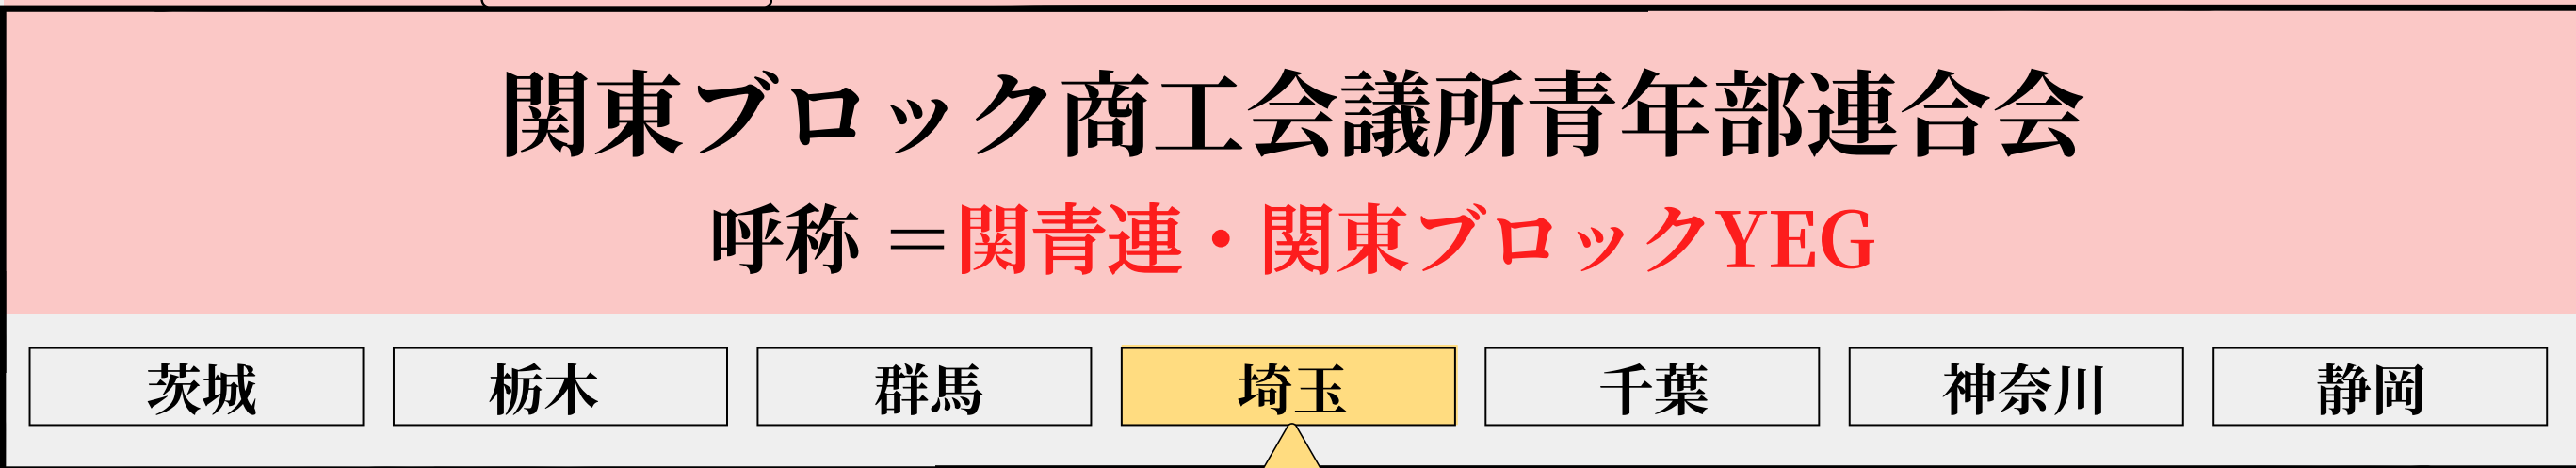 関東ブロック商工会議所青年部連合会
呼称 ＝関青連・関東ブロックYEG
茨城 栃木 群馬 埼玉 千葉 神奈川 静岡